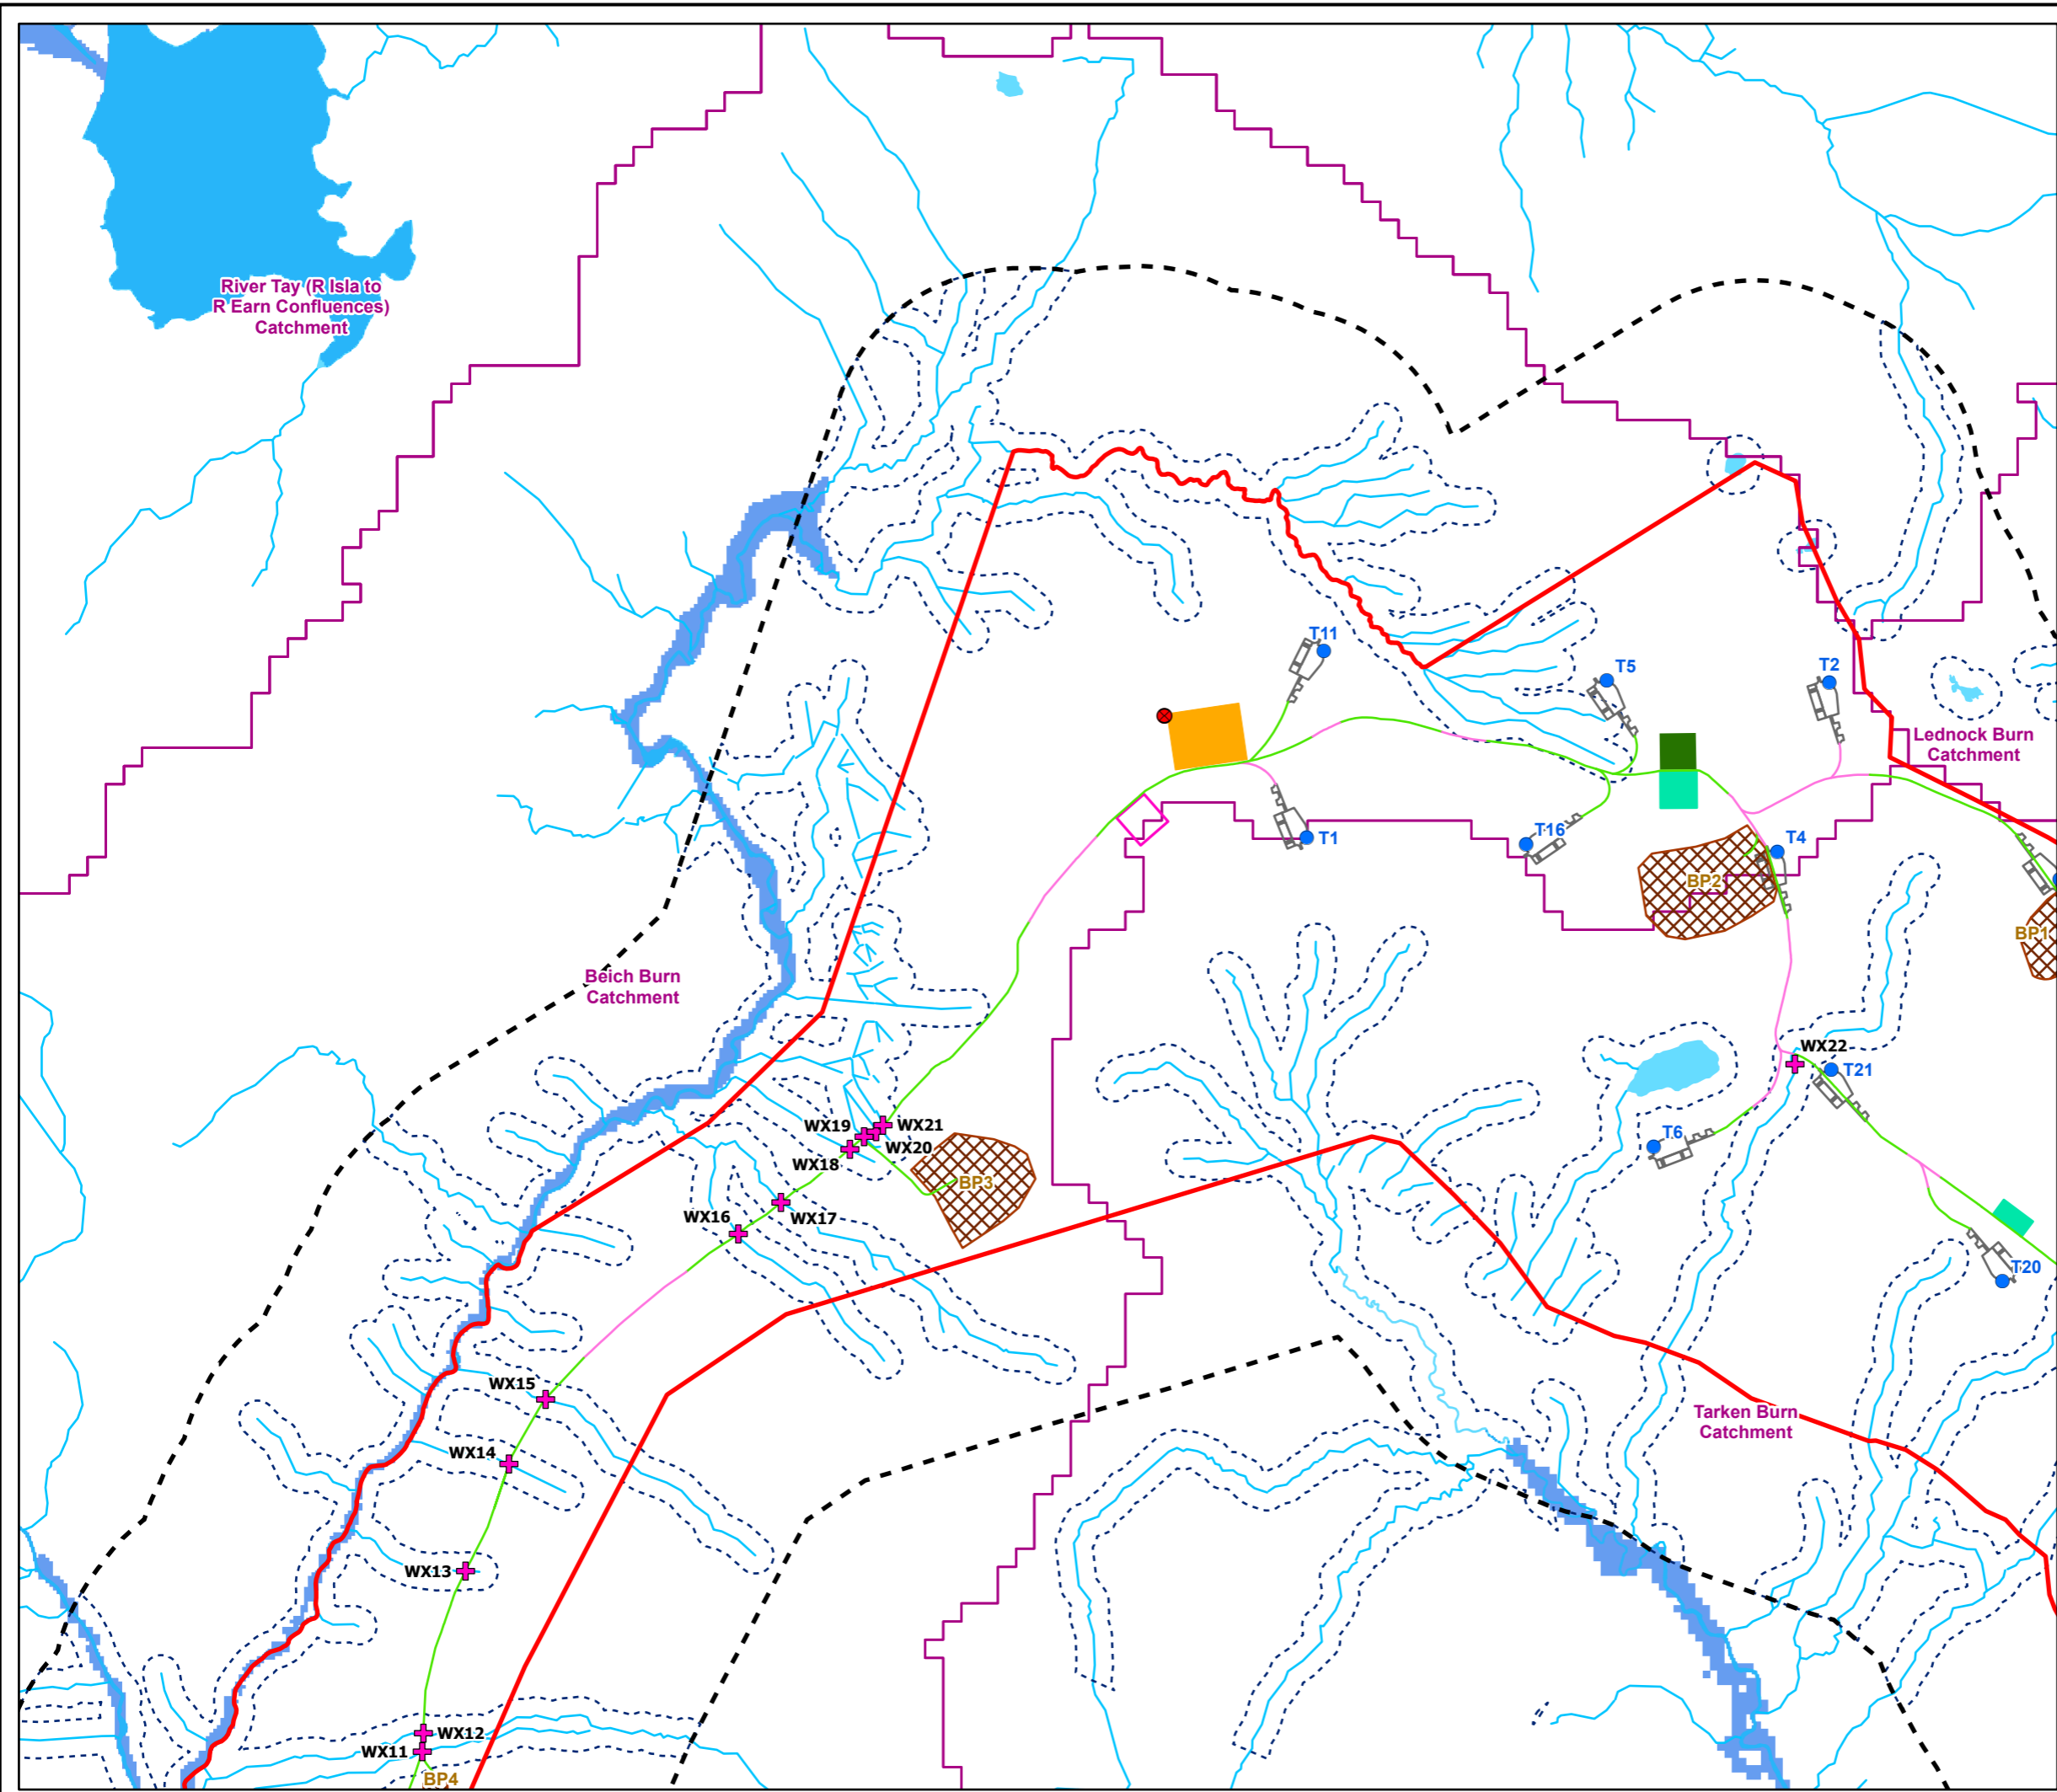 River Tay (R Isla to
R Earn Confluences)
Catchment
T11
T5
T2
Lednock Burn
Catchment
T1
T16
T4
BP2
BP1
Beich Burn
Catchment
WX22
T21
WX19
WX21
WX20
WX18
T6
BP3
WX16
WX17
T20
WX15
Tarken Burn
Catchment
WX14
WX13
WX12
WX11
BP4